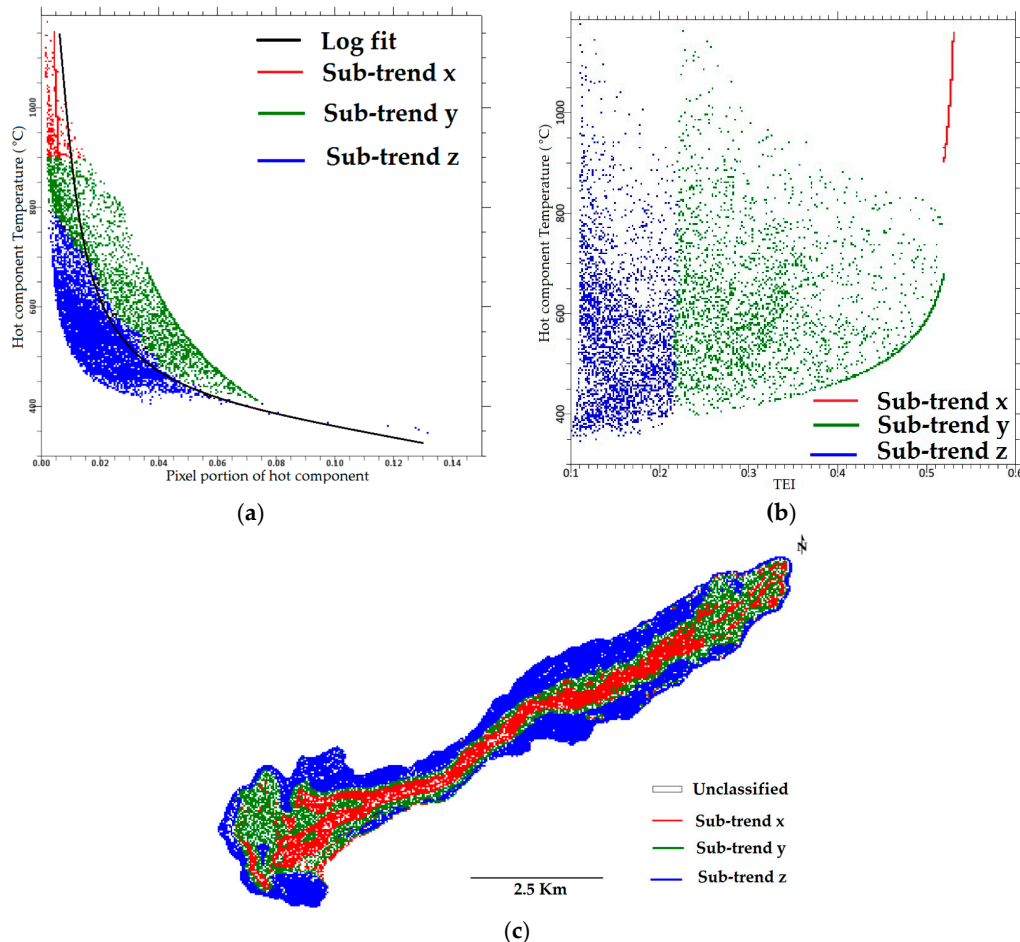 Log fit
Sub-trend x
Sub-trend y
Sub-trend z
Hot component Temperature (°C)
1000
800
600
400
0.00
0.02
0.04
0.06
0.08
0.10
0.12
0.14
Pixel portion of hot component
(a)
Hot component Temperature (°C)
1000
800
600
400
Sub-trend x
Sub-trend y
Sub-trend z
0.1
0.2
0.3
0.4
0.5
0.6
TEI
(b)
N
Unclassified
Sub-trend x
Sub-trend y
Sub-trend z
2.5 Km
(c)